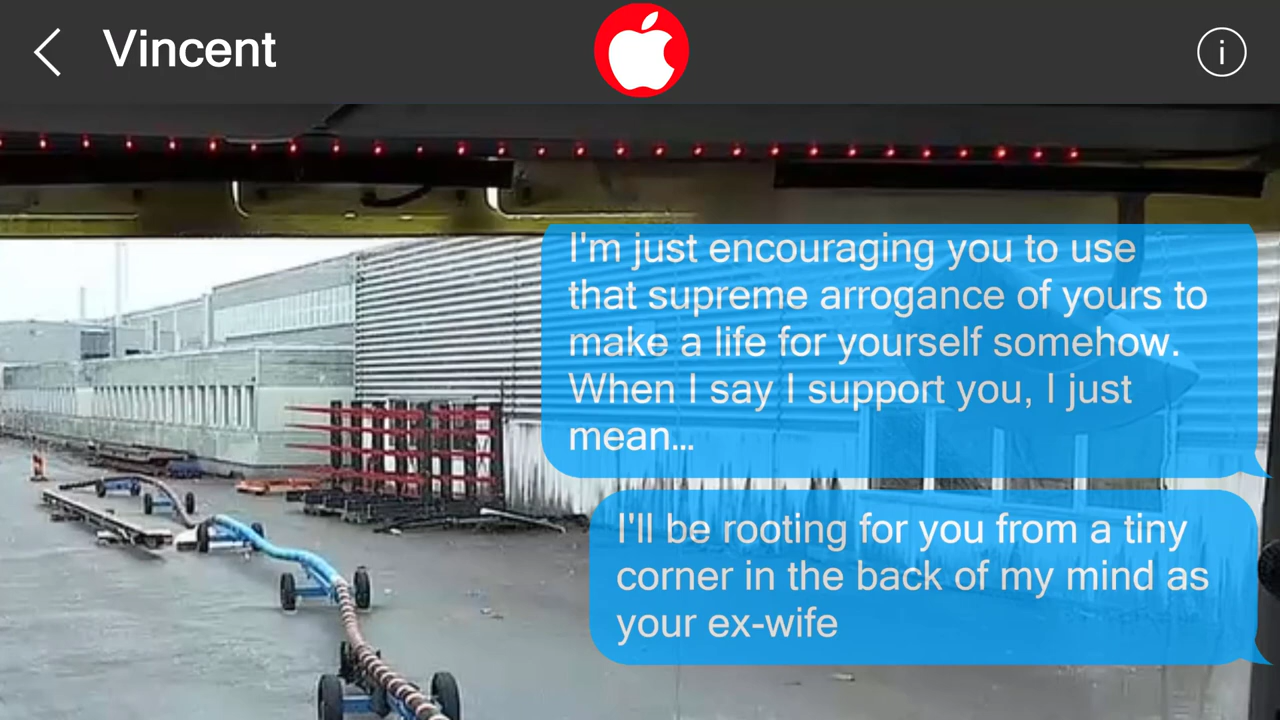 Vincent
i
I'm just encouraging you to use
that supreme arrogance of yours to
make a life for yourself somehow.
When I say I support you, I just
mean...
I'll be rooting for you from a tiny
corner in the back of my mind as
your ex-wife